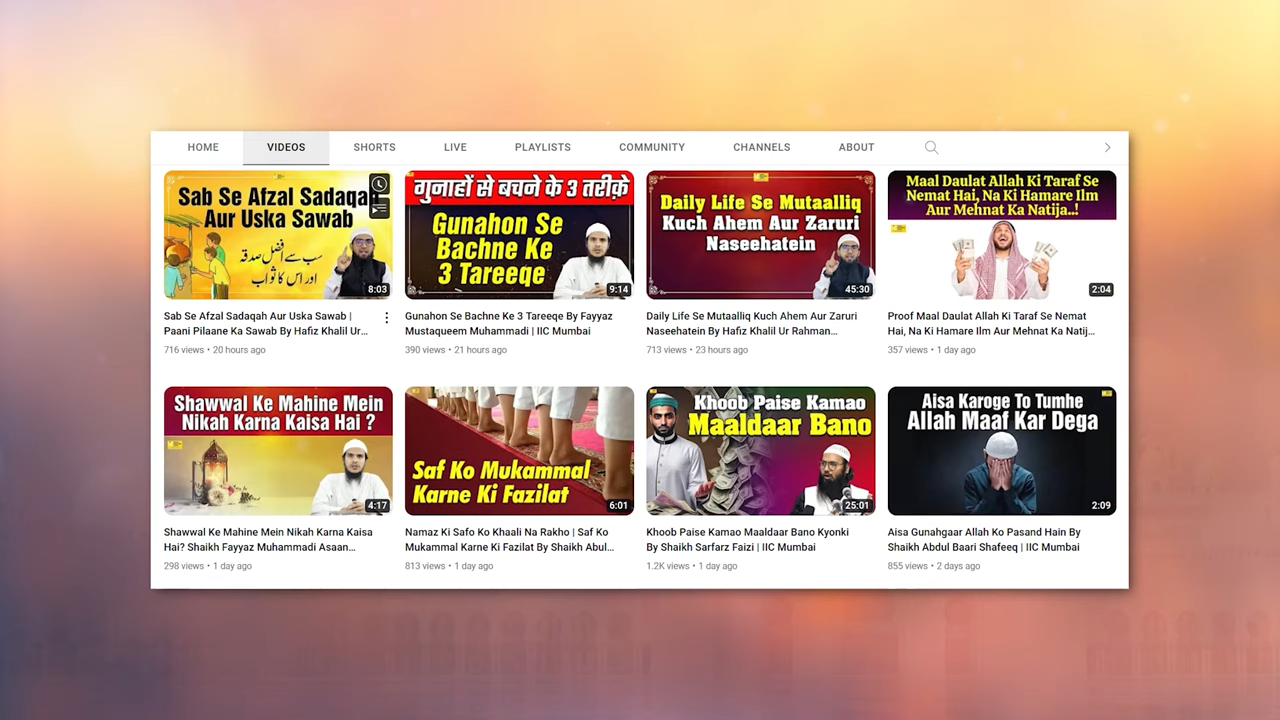 HOME VIDEOS SHORTS LIVE PLAYLISTS COMMUNITY CHANNELS ABOUT
Sab Se Afzal Sadaqah
Aur Uska Sawab
سب سے افضل صدقہ
اور اس کا ثواب
8:03
Sab Se Afzal Sadaqah Aur Uska Sawab |
Paani Pilaane Ka Sawab By Hafiz Khalil Ur...
716 views • 20 hours ago
गुनाहों से बचने के 3 तरीक़े
Gunahon Se
Bachne Ke
3 Tareeqe
9:14
Gunahon Se Bachne Ke 3 Tareeqe By Fayyaz
Mustaqueem Muhammadi | IIC Mumbai
390 views • 21 hours ago
Daily Life Se Mutaalliq
Kuch Ahem Aur Zaruri
Naseehatein
45:30
Daily Life Se Mutaalliq Kuch Ahem Aur Zaruri
Naseehatein By Hafiz Khalil Ur Rahman...
713 views • 23 hours ago
Maal Daulat Allah Ki Taraf Se
Nemat Hai, Na Ki Hamare Ilm
Aur Mehnat Ka Natija..!
2:04
Proof Maal Daulat Allah Ki Taraf Se Nemat
Hai, Na Ki Hamare Ilm Aur Mehnat Ka Natij...
357 views • 1 day ago
Shawwal Ke Mahine Mein
Nikah Karna Kaisa Hai ?
4:17
Shawwal Ke Mahine Mein Nikah Karna Kaisa
Hai? Shaikh Fayyaz Muhammadi Asaan...
298 views • 1 day ago
Saf Ko Mukammal
Karne Ki Fazilat
6:01
Namaz Ki Safo Ko Khaali Na Rakho | Saf Ko
Mukammal Karne Ki Fazilat By Shaikh Abul...
813 views • 1 day ago
Khoob Paise Kamao
Maaldaar Bano
25:01
Khoob Paise Kamao Maaldaar Bano Kyonki
By Shaikh Sarfarz Faizi | IIC Mumbai
1.2K views • 1 day ago
Aisa Karoge To Tumhe
Allah Maaf Kar Dega
2:09
Aisa Gunahgaar Allah Ko Pasand Hain By
Shaikh Abdul Baari Shafeeq | IIC Mumbai
855 views • 2 days ago